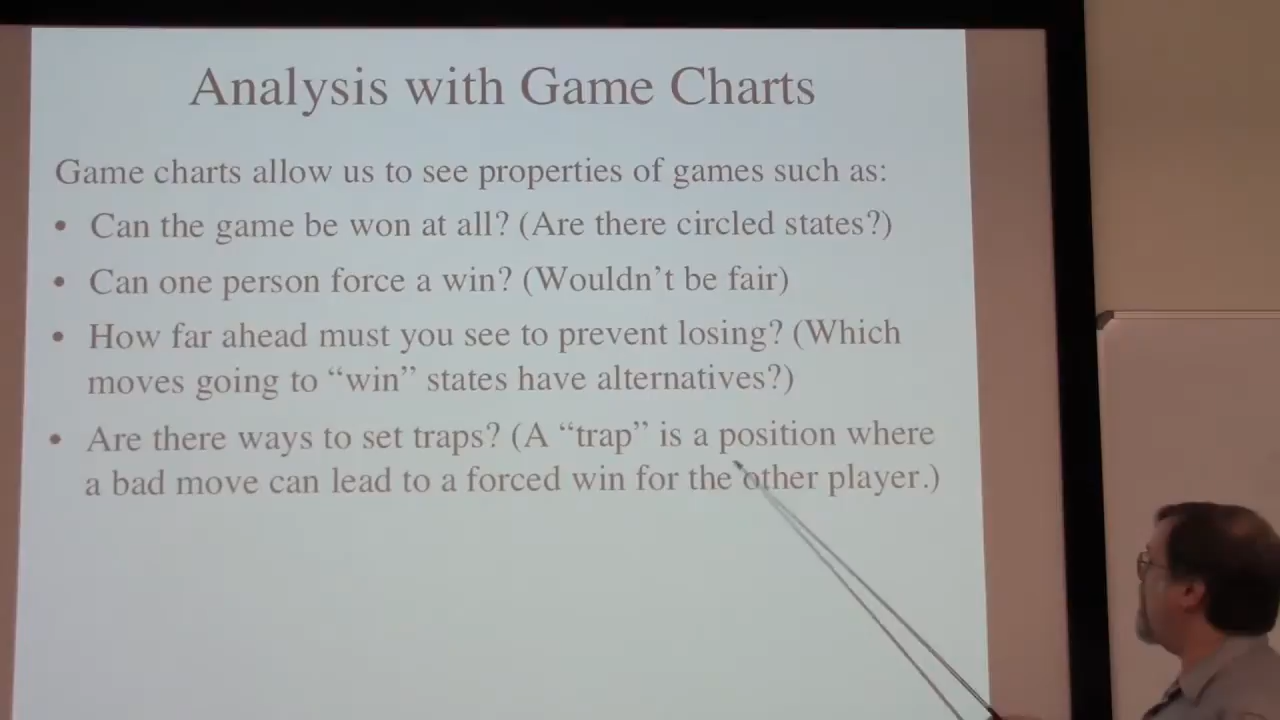 Analysis with Game Charts
Game charts allow us to see properties of games such as:
• Can the game be won at all? (Are there circled states?)
• Can one person force a win? (Wouldn't be fair)
• How far ahead must you see to prevent losing? (Which
moves going to “win” states have alternatives?)
• Are there ways to set traps? (A “trap” is a position where
a bad move can lead to a forced win for the other player.)